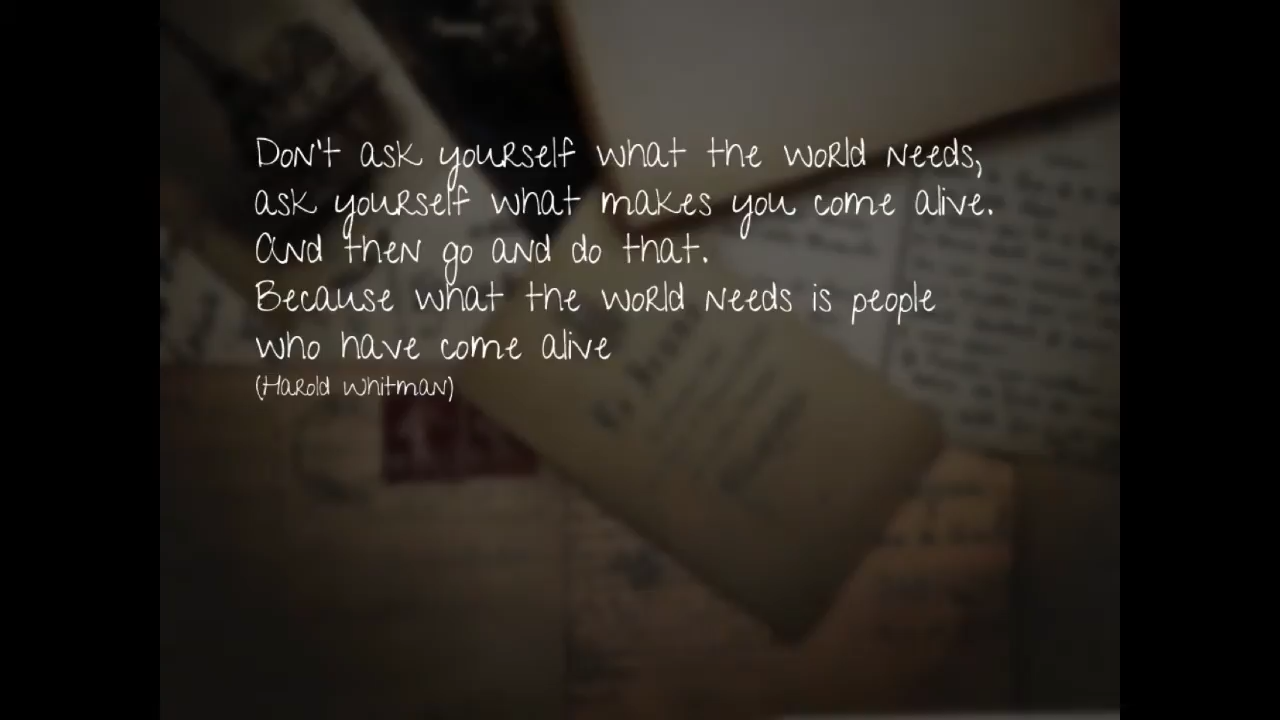 Don't ask yourself what the world needs,
ask yourself what makes you come alive.
And then go and do that.
Because what the world needs is people
who have come alive
(Harold Whitman)